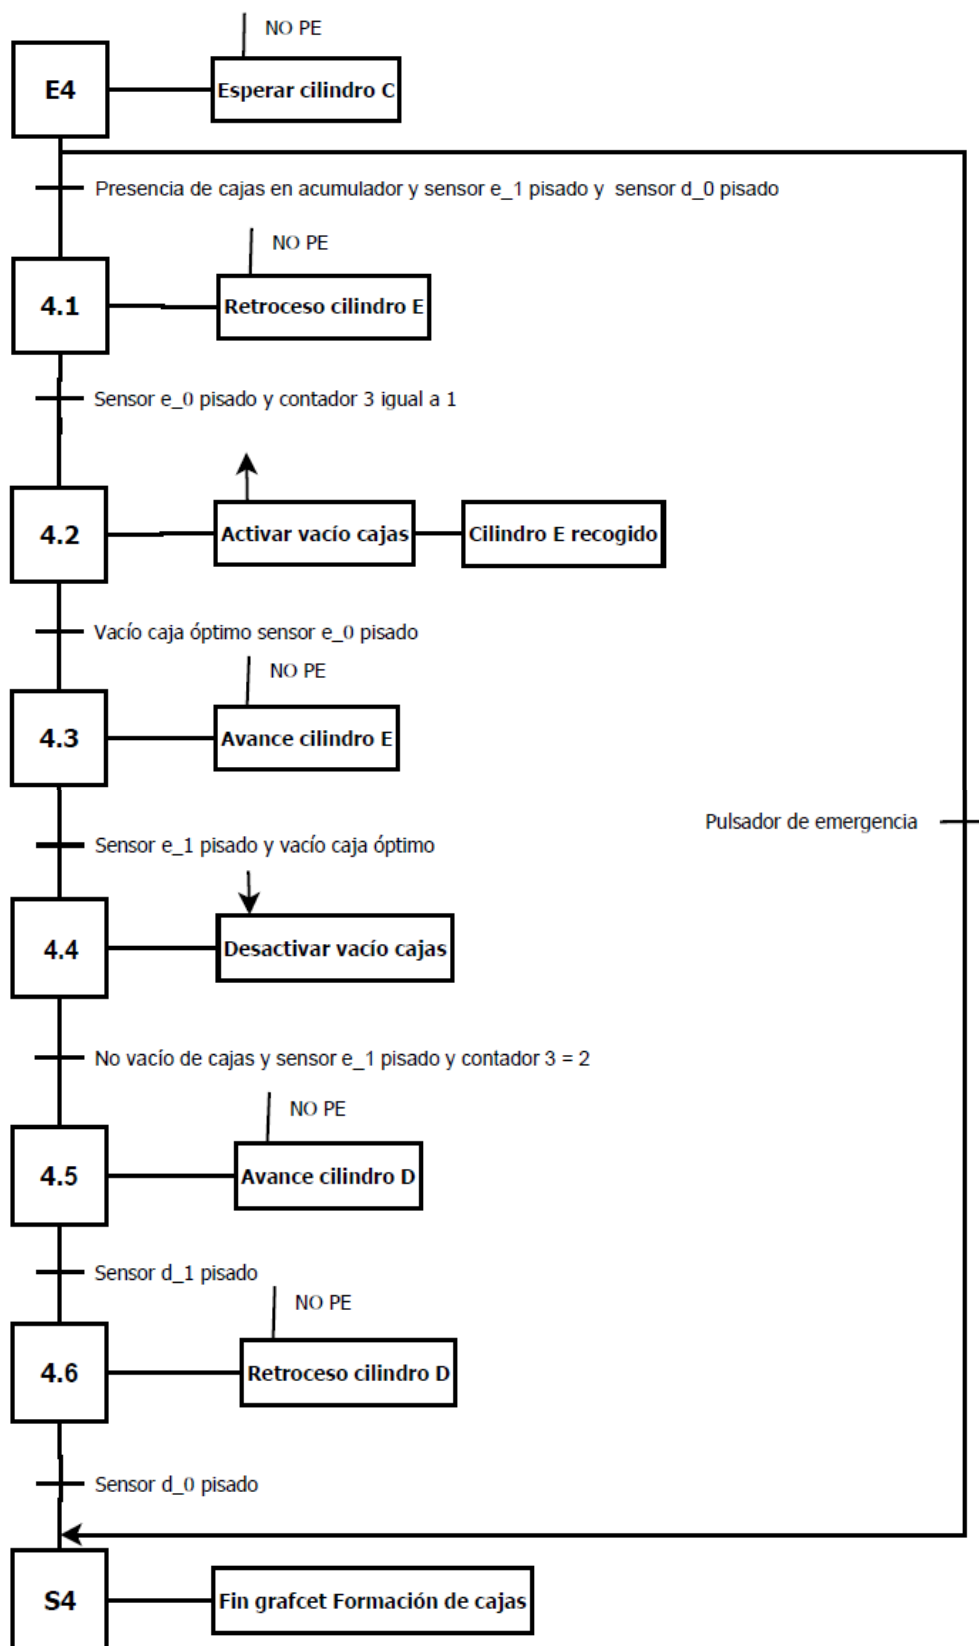 NO PE
E4
Esperar cilindro C
Presencia de cajas en acumulador y sensor e_1 pisado y sensor d_0 pisado
NO PE
4.1
Retroceso cilindro E
Sensor e_0 pisado y contador 3 igual a 1
4.2
Activar vacío cajas
Cilindro E recogido
Vacío caja óptimo sensor e_0 pisado
NO PE
4.3
Avance cilindro E
Pulsador de emergencia
Sensor e_1 pisado y vacío caja óptimo
4.4
Desactivar vacío cajas
No vacío de cajas y sensor e_1 pisado y contador 3 = 2
NO PE
4.5
Avance cilindro D
Sensor d_1 pisado
NO PE
4.6
Retroceso cilindro D
Sensor d_0 pisado
S4
Fin grafcet Formación de cajas